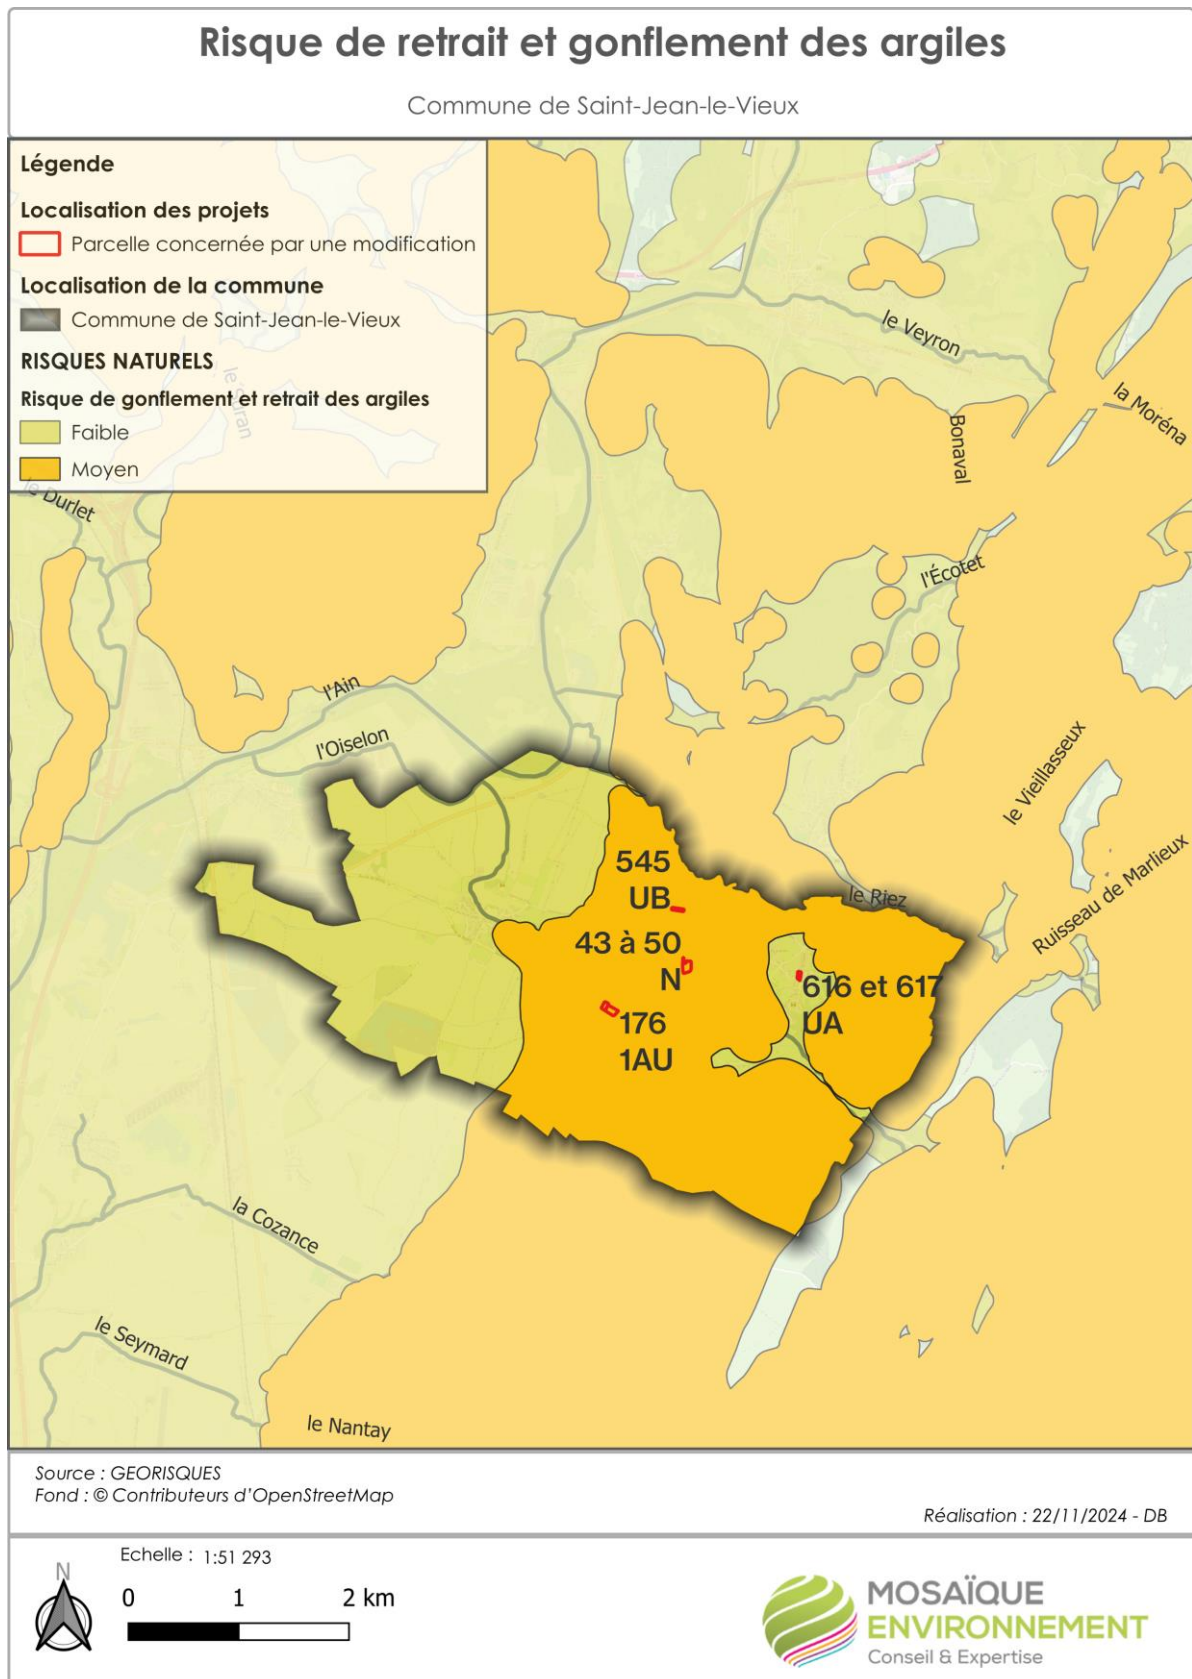 Risque de retrait et gonflement des argiles
Commune de Saint-Jean-le-Vieux
Légende
Localisation des projets
Parcelle concernée par une modification
Localisation de la commune
Commune de Saint-Jean-le-Vieux
RISQUES NATURELS
Risque de gonflement et retrait des argiles
Faible
Moyen
le Durlet
le Veyron
la Moréna
Bonaval
l'Écotet
l'Ain
l'Oiselon
le Vieillasseux
Ruisseau de Marlieux
le Riez
545
UB
43 à 50
N
616 et 617
UA
176
1AU
la Cozance
le Seymard
le Nantay
Source : GEORISQUES
Fond : © Contributeurs d'OpenStreetMap
Réalisation : 22/11/2024 - DB
N
Echelle : 1:51 293
0 1 2 km
MOSAÏQUE
ENVIRONNEMENT
Conseil & Expertise